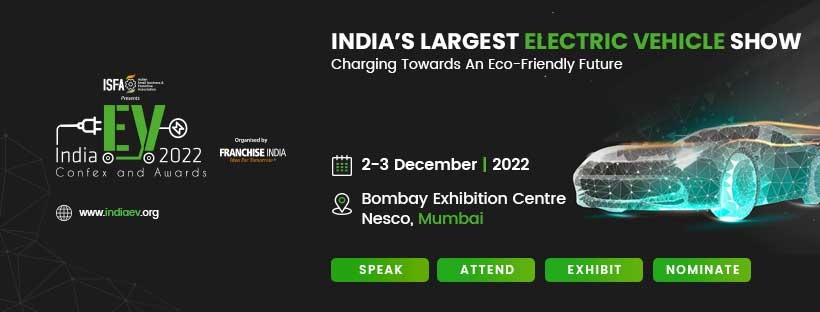 ISFA
Indian
Small Business &
Franchise
Association
Presents
EV
India 2022
Confex and Awards
Organised by
FRANCHISE INDIA
Idea For Tomorrow
www.indiaev.org
INDIA'S LARGEST ELECTRIC VEHICLE SHOW
Charging Towards An Eco-Friendly Future
2-3 December | 2022
Bombay Exhibition Centre
Nesco, Mumbai
SPEAK
ATTEND
EXHIBIT
NOMINATE